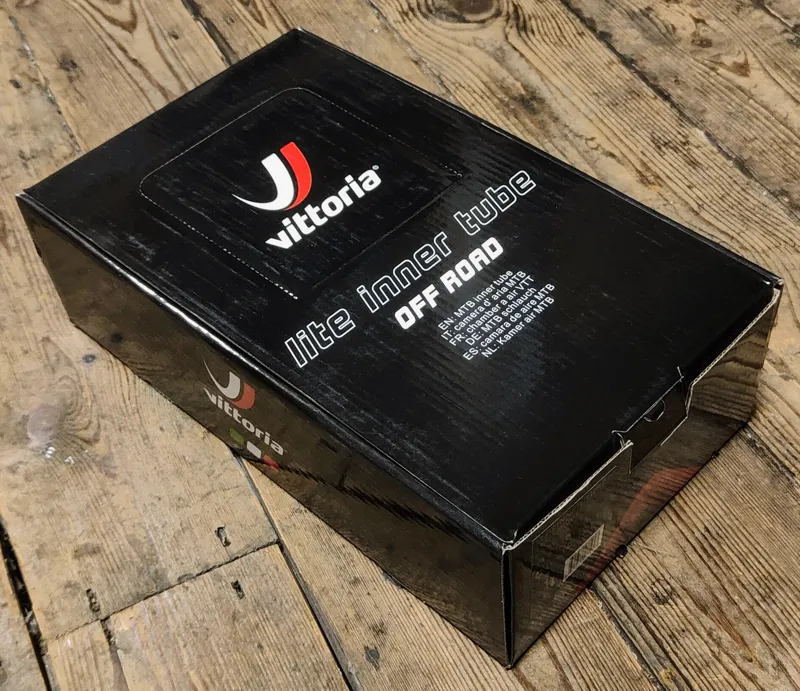 vittoria®
lite inner tube
OFF ROAD
EN: MTB inner tube
IT: camera d'aria MTB
FR: chamber a air VTT
DE: MTB schlauch
ES: camara de aire MTB
NL: Kamer air MTB
vittoria